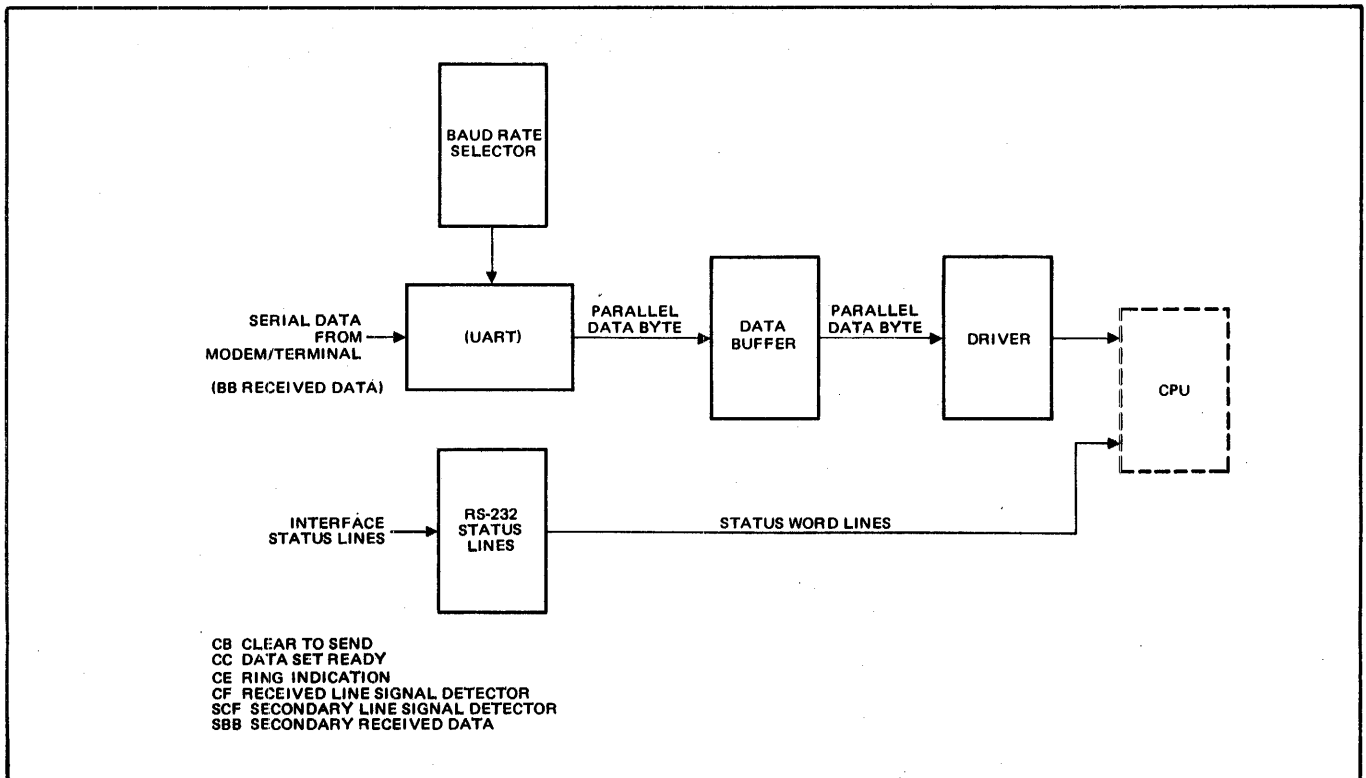 BAUD RATE
SELECTOR
SERIAL DATA
FROM
MODEM/TERMINAL
(BB RECEIVED DATA)
(UART)
PARALLEL
DATA BYTE
DATA
BUFFER
PARALLEL
DATA BYTE
DRIVER
CPU
INTERFACE
STATUS LINES
RS-232
STATUS
LINES
STATUS WORD LINES
CB CLEAR TO SEND
CC DATA SET READY
CE RING INDICATION
CF RECEIVED LINE SIGNAL DETECTOR
SCF SECONDARY LINE SIGNAL DETECTOR
SBB SECONDARY RECEIVED DATA